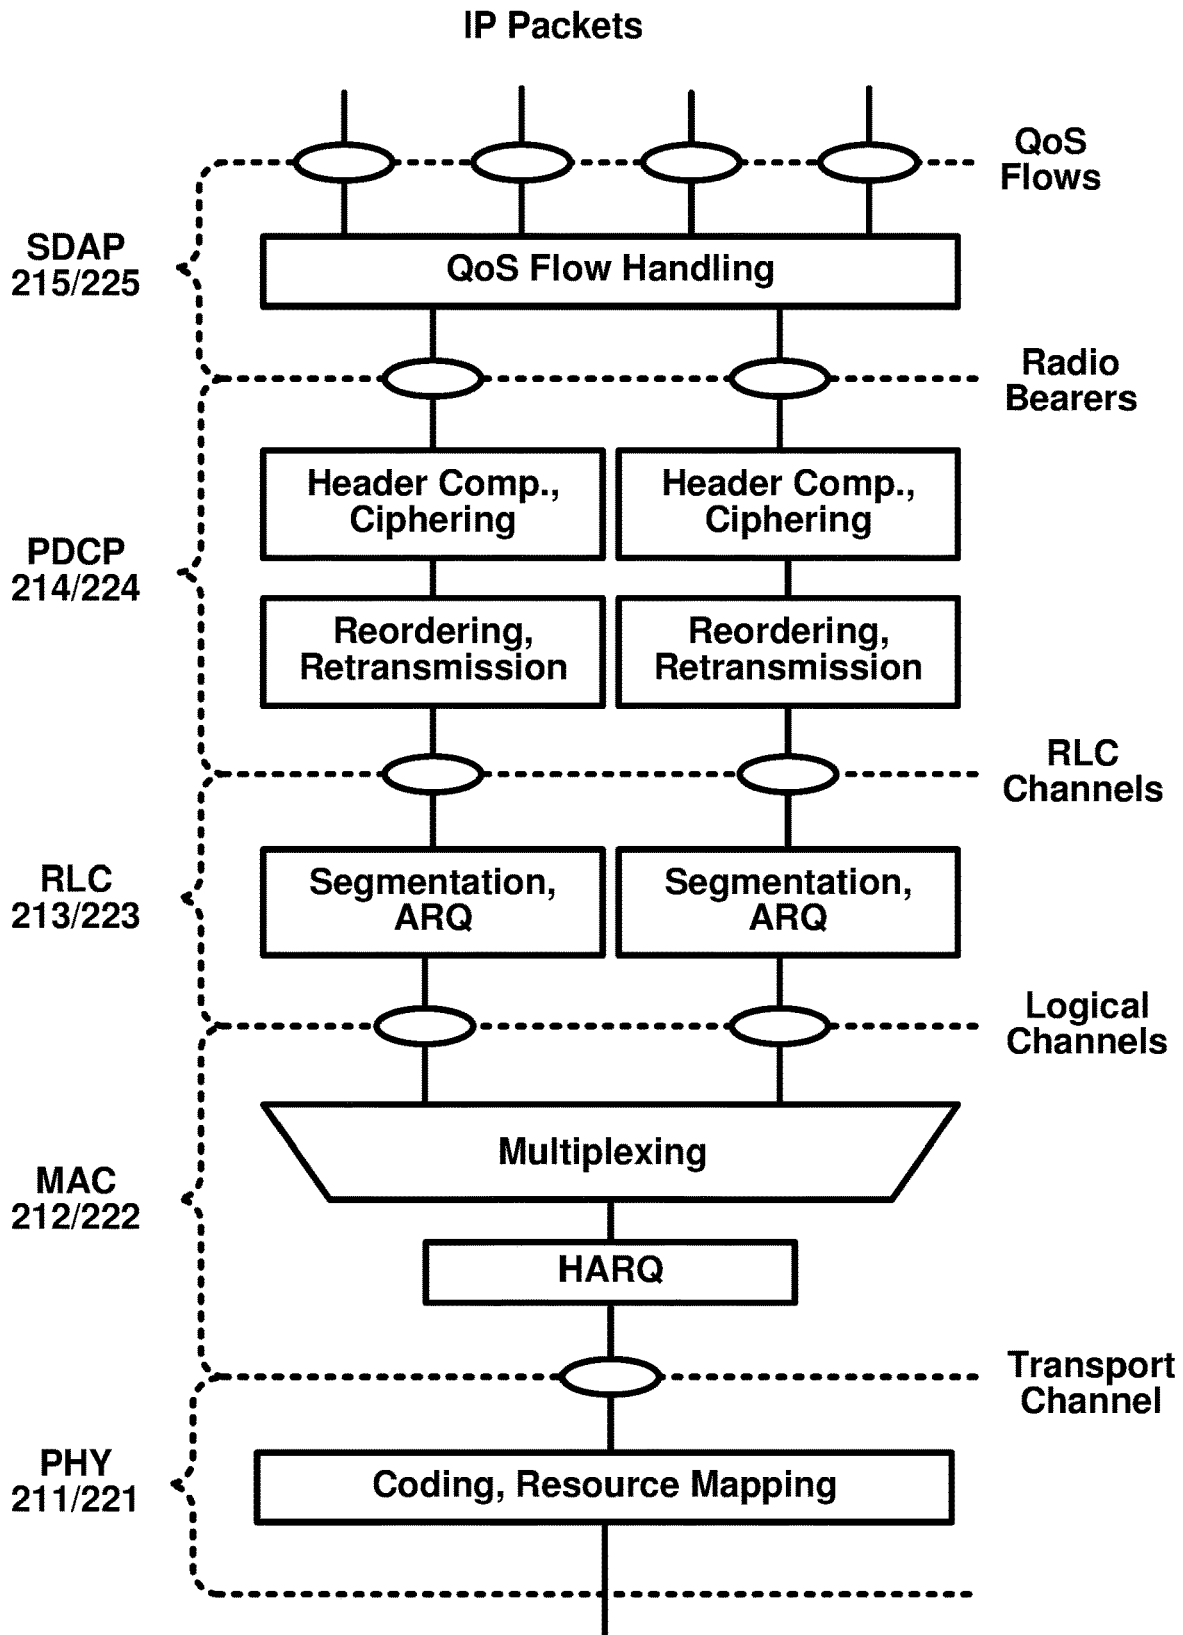 IP Packets
QoS
Flows
SDAP
215/225
QoS Flow Handling
Radio
Bearers
Header Comp.,
Ciphering
Header Comp.,
Ciphering
PDCP
214/224
Reordering,
Retransmission
Reordering,
Retransmission
RLC
Channels
RLC
213/223
Segmentation,
ARQ
Segmentation,
ARQ
Logical
Channels
Multiplexing
MAC
212/222
HARQ
Transport
Channel
PHY
211/221
Coding, Resource Mapping